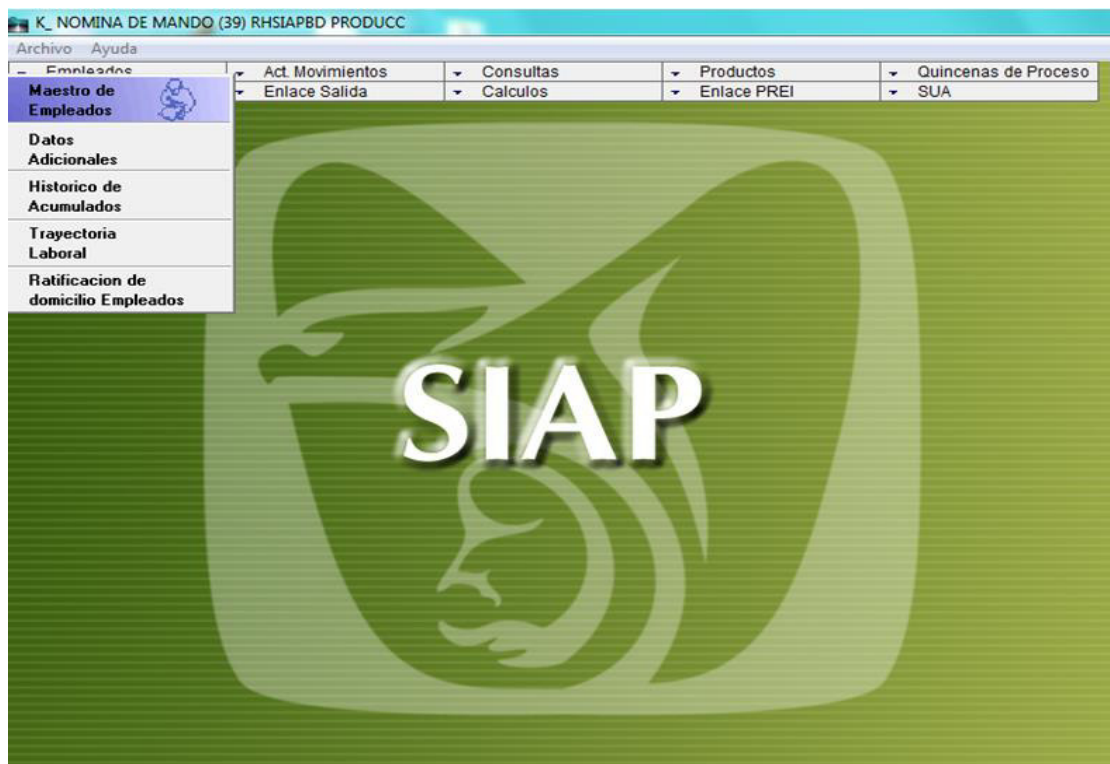 K_ NOMINA DE MANDO (39) RHSIAPBD PRODUCC
Archivo Ayuda
Empleados Act. Movimientos Consultas Productos Quincenas de Proceso
Enlace Salida Calculos Enlace PREI SUA
Maestro de
Empleados
Datos
Adicionales
Historico de
Acumulados
Trayectoria
Laboral
Ratificacion de
domicilio Empleados
SIAP